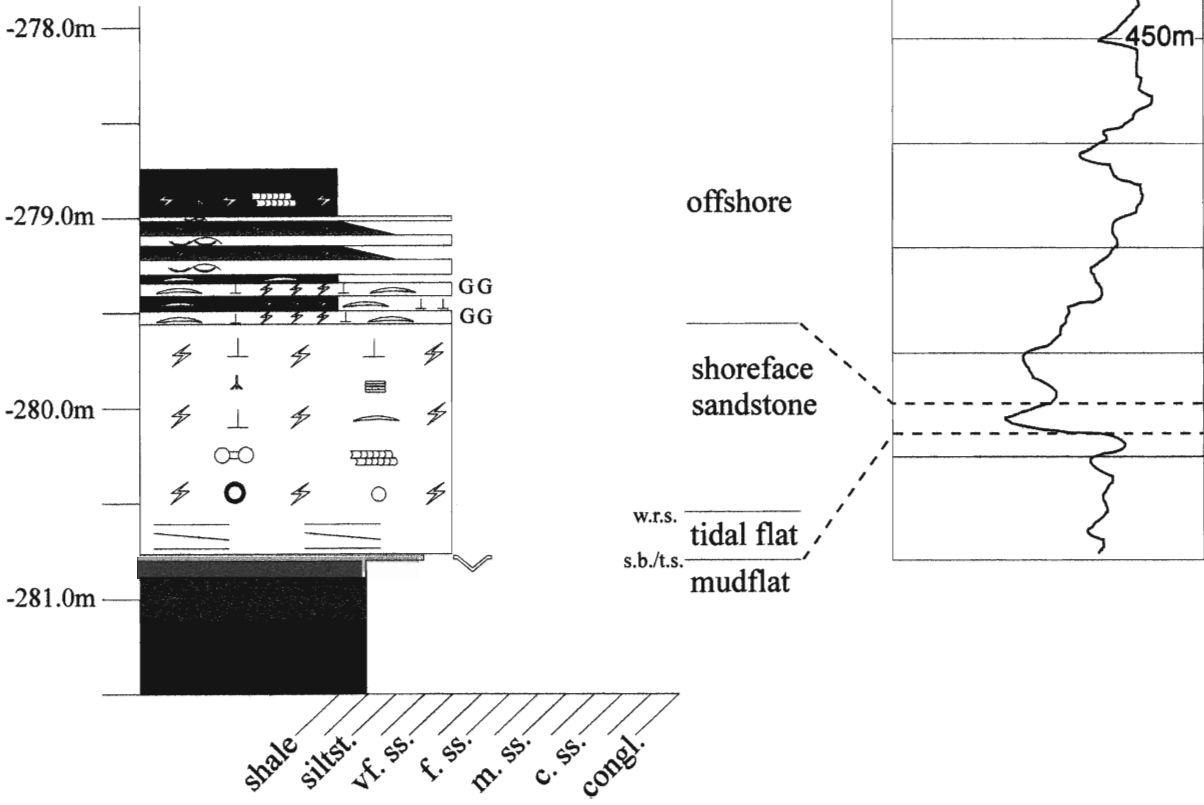 -278.0m
450m
offshore
-279.0m
GG
GG
shoreface
sandstone
-280.0m
w.r.s.
tidal flat
s.b./t.s.
mudflat
-281.0m
shale
siltst.
vf. ss.
f. ss.
m. ss.
c. ss.
congl.